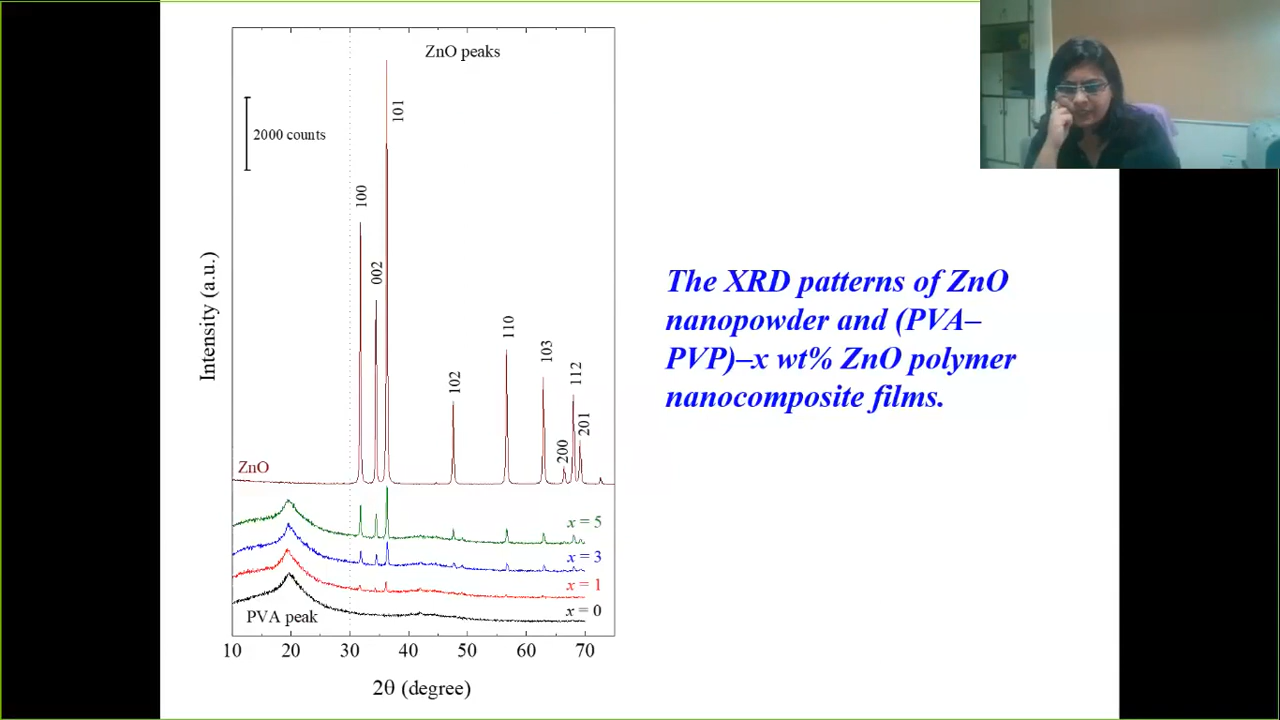 ZnO peaks
2000 counts
101
100
002
110
103
102
112
201
200
Intensity (a.u.)
ZnO
x = 5
x = 3
x = 1
x = 0
PVA peak
10 20 30 40 50 60 70
2θ (degree)
The XRD patterns of ZnO
nanopowder and (PVA–
PVP)–x wt% ZnO polymer
nanocomposite films.